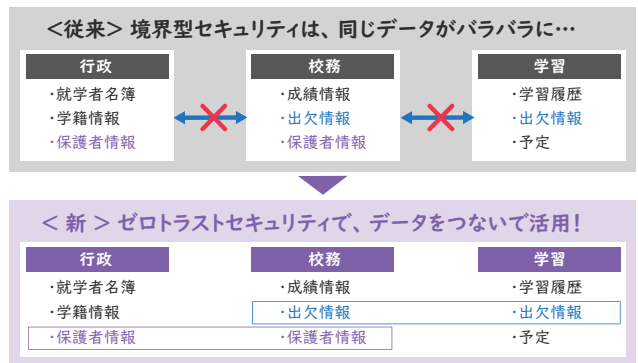 ＜従来＞境界型セキュリティは、同じデータがバラバラに…
行政
・就学者名簿
・学籍情報
・保護者情報
校務
・成績情報
・出欠情報
・保護者情報
学習
・学習履歴
・出欠情報
・予定
＜ 新 ＞ゼロトラストセキュリティで、データをつないで活用！
行政
・就学者名簿
・学籍情報
・保護者情報
校務
・成績情報
・出欠情報
・保護者情報
学習
・学習履歴
・出欠情報
・予定